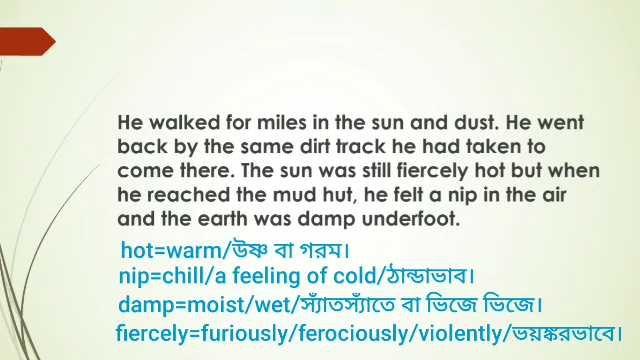 He walked for miles in the sun and dust. He went
back by the same dirt track he had taken to
come there. The sun was still fiercely hot but when
he reached the mud hut, he felt a nip in the air
and the earth was damp underfoot.
hot=warm/উষ্ণ বা গরম।
nip=chill/a feeling of cold/ঠান্ডাভাব।
damp=moist/wet/স্যাঁতস্যাঁতে বা ভিজে ভিজে।
fiercely=furiously/ferociously/violently/ভয়ঙ্করভাবে।